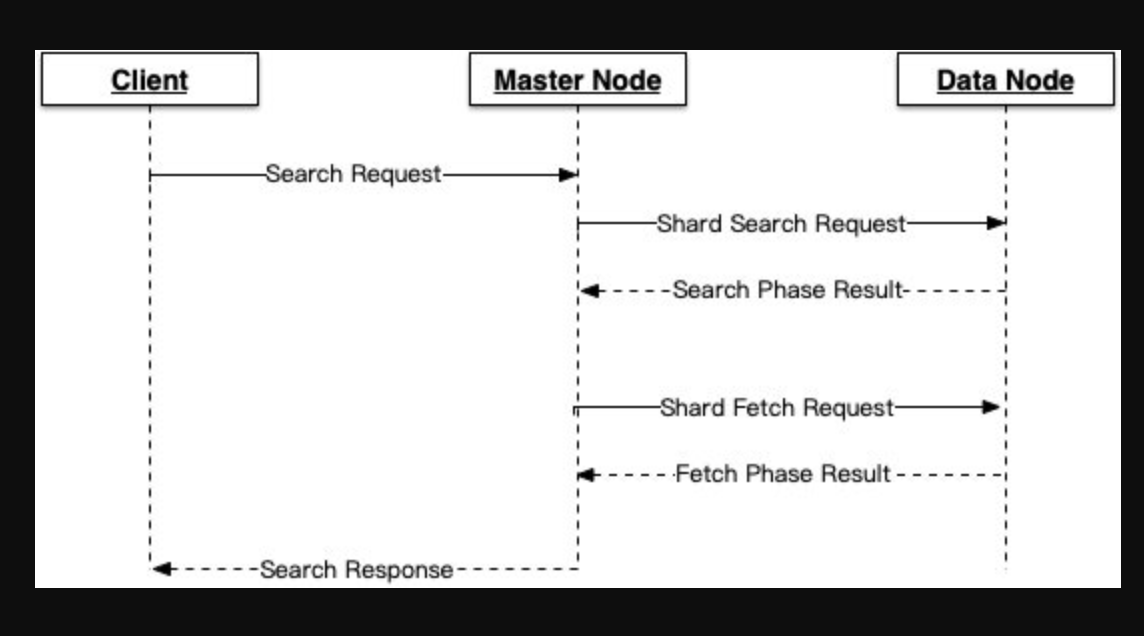 Client
Master Node
Data Node
Search Request
Shard Search Request
Search Phase Result
Shard Fetch Request
Fetch Phase Result
Search Response